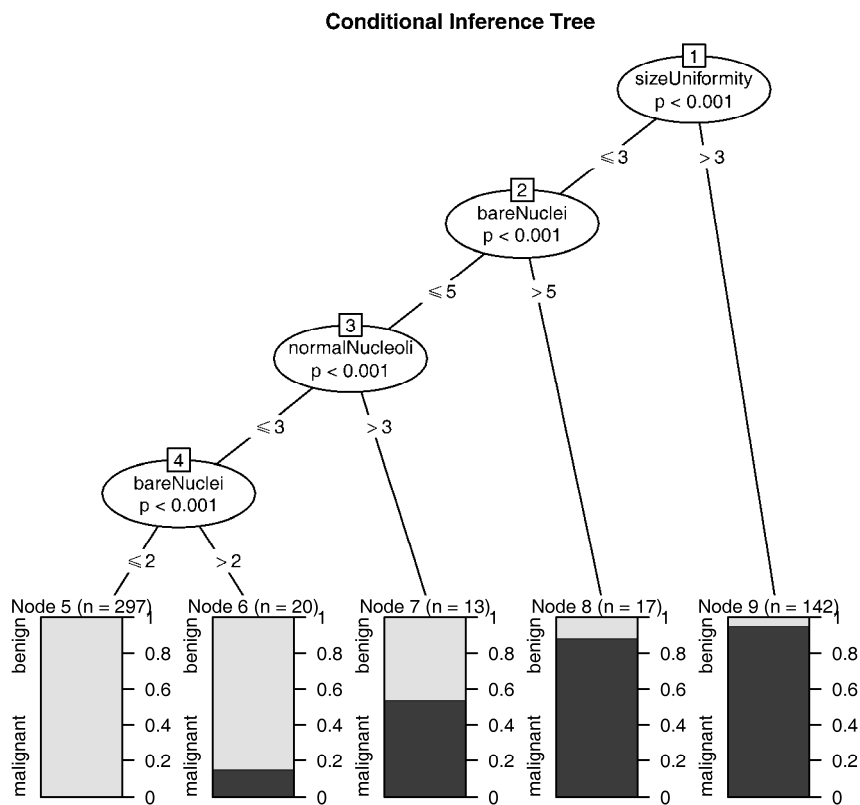 Conditional Inference Tree
1
sizeUniformity
p < 0.001
≤ 3
> 3
2
bareNuclei
p < 0.001
≤ 5
> 5
3
normalNucleoli
p < 0.001
≤ 3
> 3
4
bareNuclei
p < 0.001
≤ 2
> 2
Node 5 (n = 297)
malignant
benign
1
0.8
0.6
0.4
0.2
0
Node 6 (n = 20)
malignant
benign
1
0.8
0.6
0.4
0.2
0
Node 7 (n = 13)
malignant
benign
1
0.8
0.6
0.4
0.2
0
Node 8 (n = 17)
malignant
benign
1
0.8
0.6
0.4
0.2
0
Node 9 (n = 142)
malignant
benign
1
0.8
0.6
0.4
0.2
0